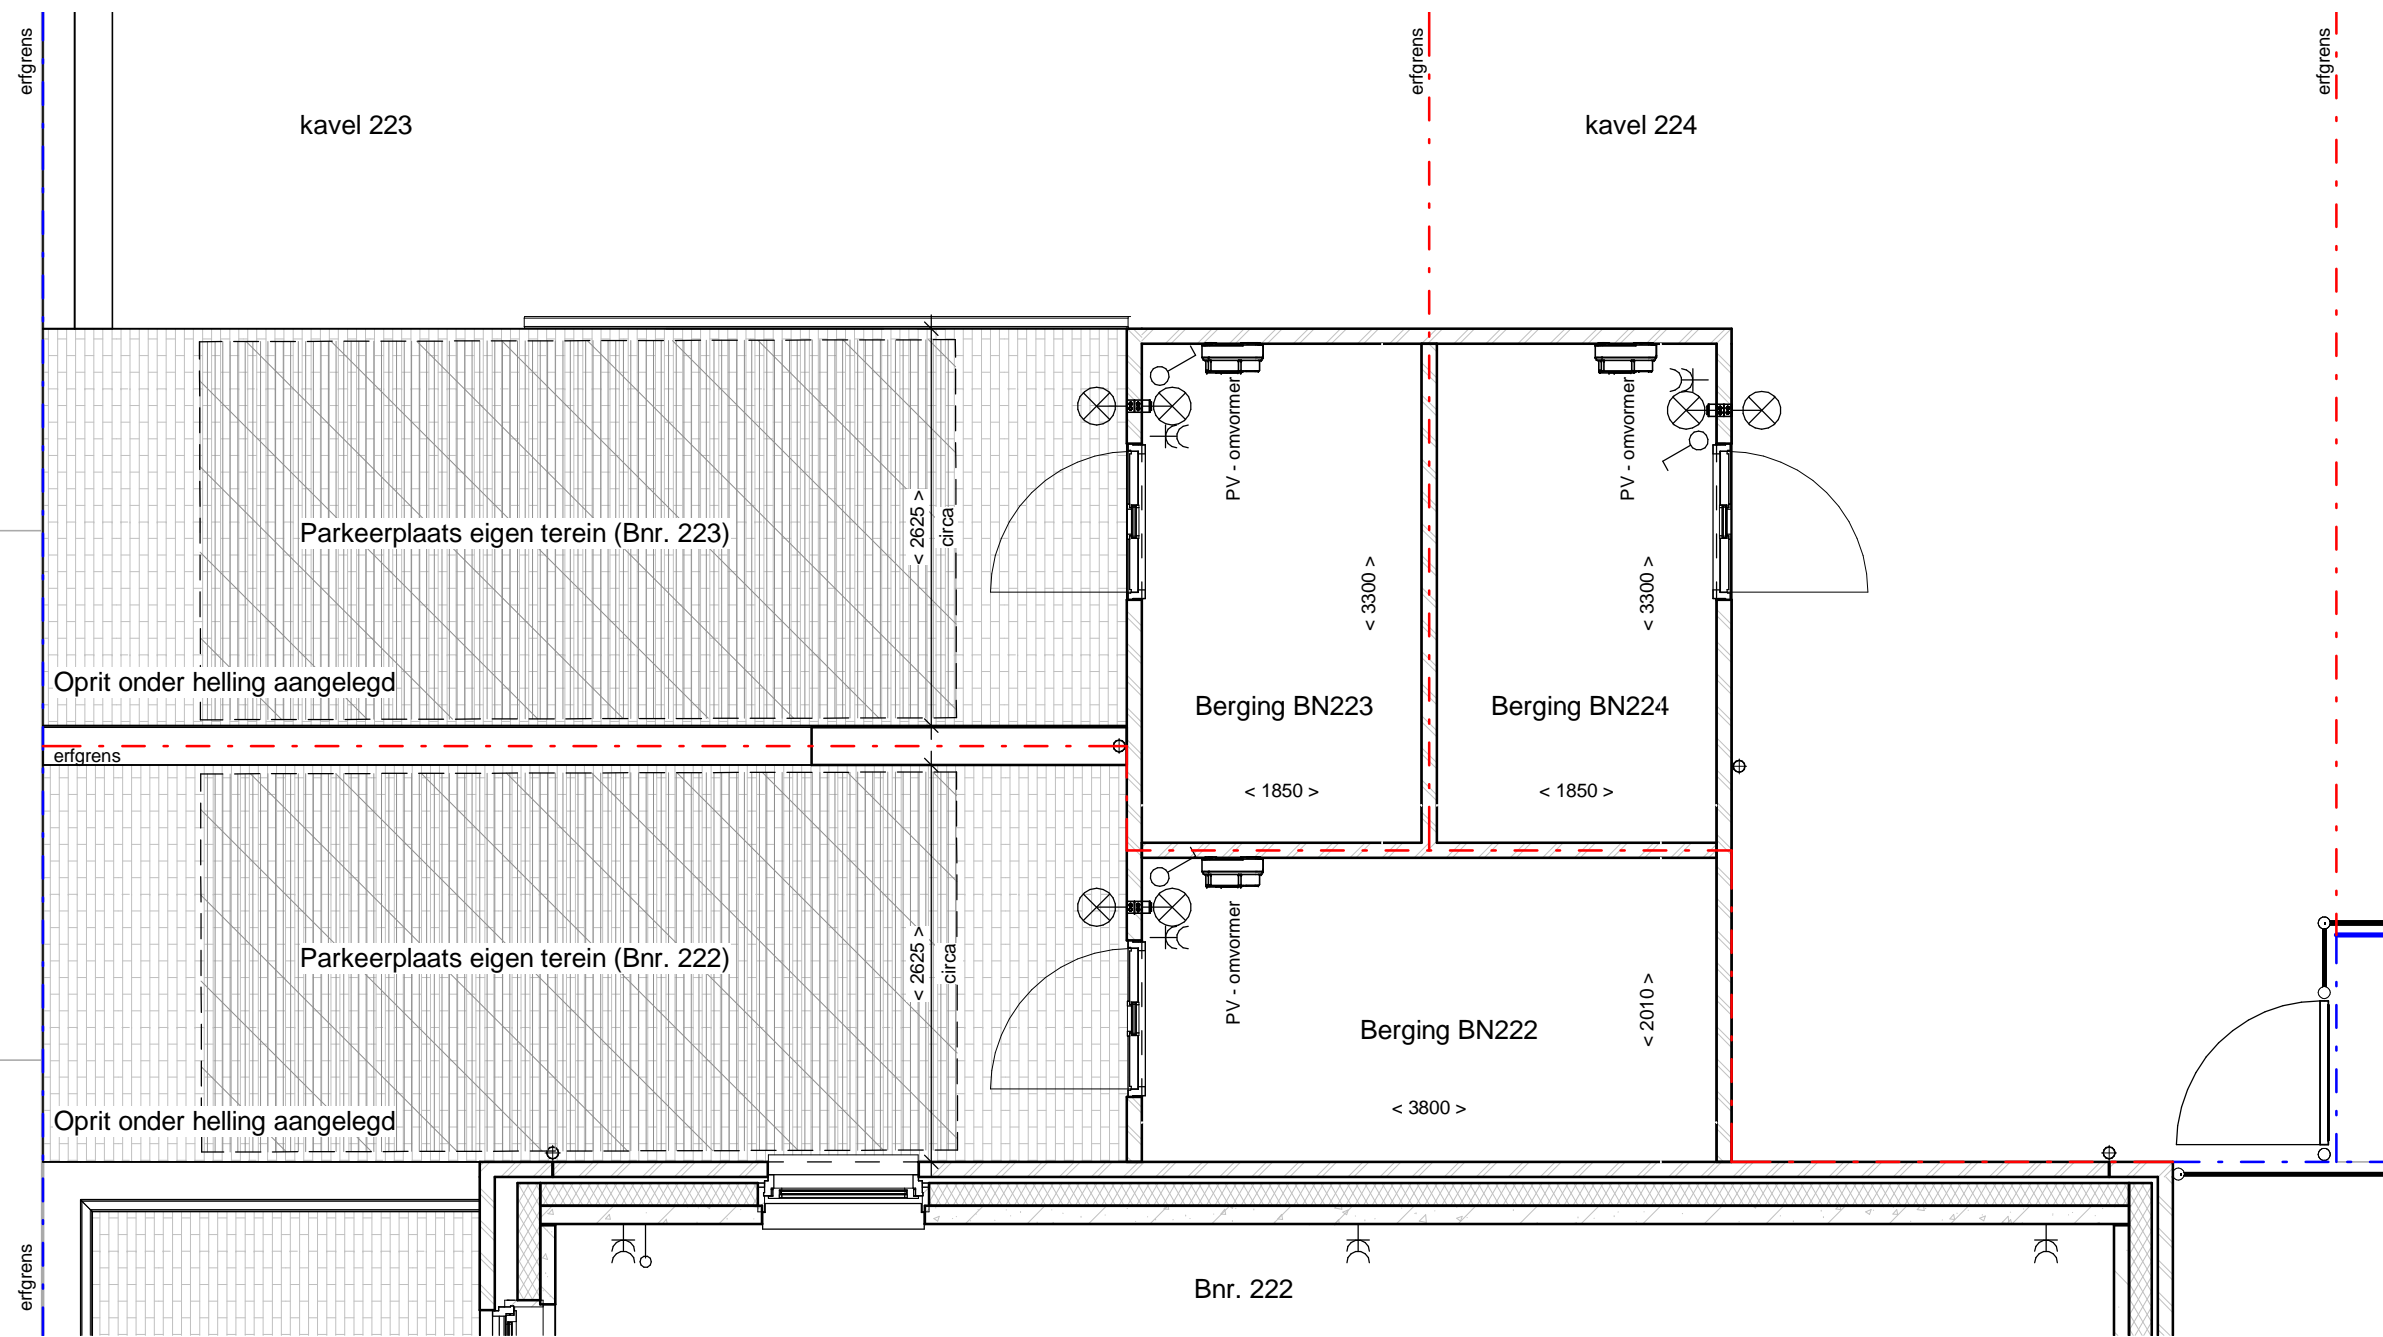 erfgrens
erfgrens
erfgrens
kavel 223
kavel 224
PV - omvormer
PV - omvormer
< 2625 >
circa
Parkeerplaats eigen terein (Bnr. 223)
< 3300 >
< 3300 >
Oprit onder helling aangelegd
Berging BN223
Berging BN224
erfgrens
< 1850 >
< 1850 >
< 2625 >
circa
Parkeerplaats eigen terein (Bnr. 222)
PV - omvormer
< 2010 >
Berging BN222
< 3800 >
Oprit onder helling aangelegd
erfgrens
Bnr. 222